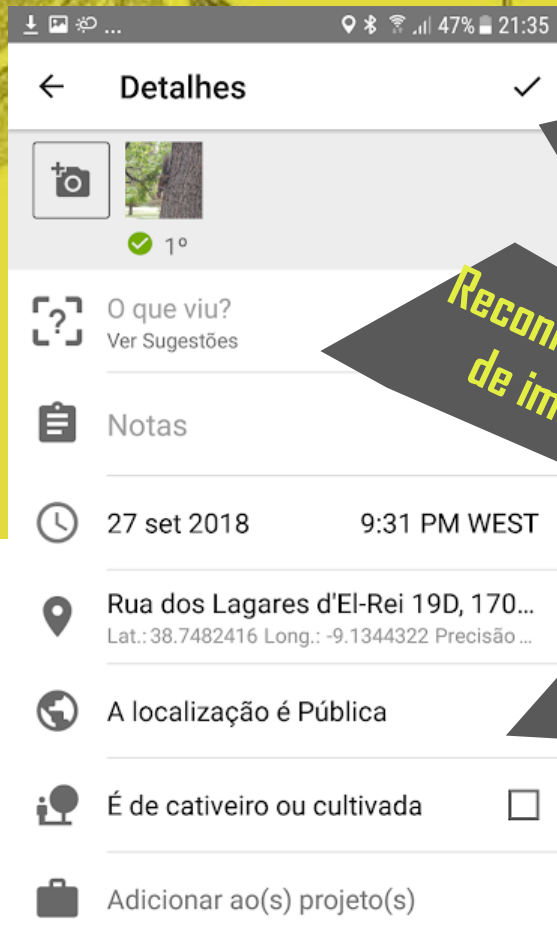 ... 47% 21:35
Detalhes
1º
O que viu?
Ver Sugestões
de
Notas
27 set 2018 9:31 PM WEST
Rua dos Lagares d'El-Rei 19D, 170...
Lat.: 38.7482416 Long.: -9.1344322 Precisão ...
A localização é Pública
É de cativeiro ou cultivada
Adicionar ao(s) projeto(s)